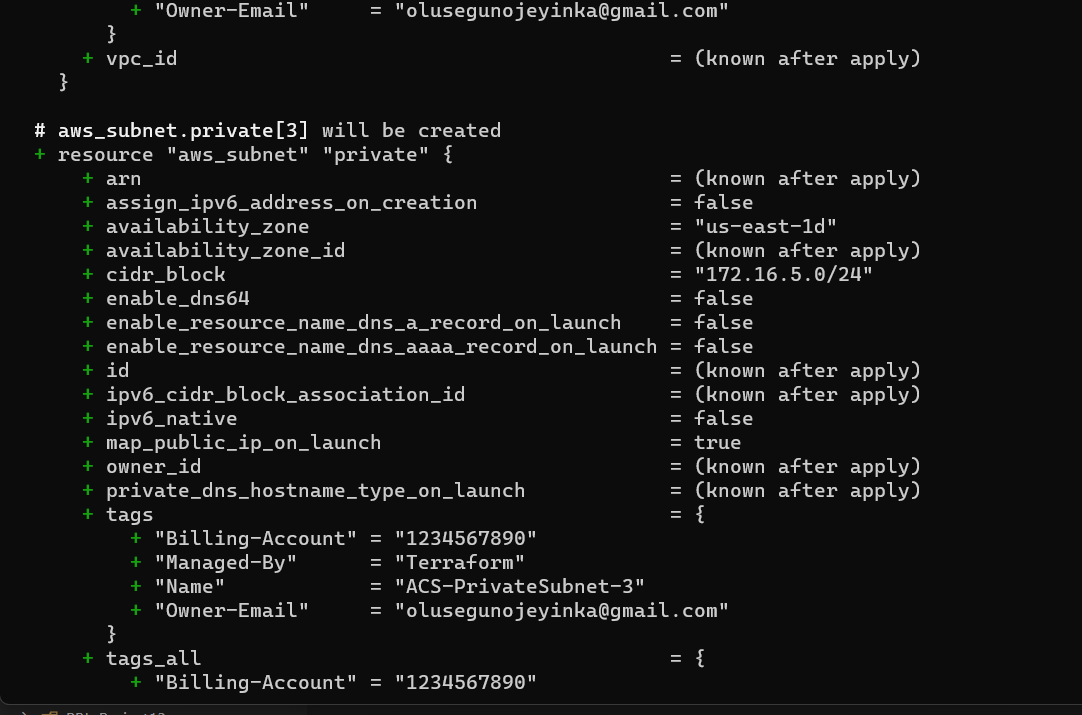 + "Owner-Email"     = "olusegunojeyinka@gmail.com"
}
+ vpc_id                                         = (known after apply)
}
# aws_subnet.private[3] will be created
+ resource "aws_subnet" "private" {
+ arn                                            = (known after apply)
+ assign_ipv6_address_on_creation                = false
+ availability_zone                              = "us-east-1d"
+ availability_zone_id                           = (known after apply)
+ cidr_block                                     = "172.16.5.0/24"
+ enable_dns64                                   = false
+ enable_resource_name_dns_a_record_on_launch    = false
+ enable_resource_name_dns_aaaa_record_on_launch = false
+ id                                             = (known after apply)
+ ipv6_cidr_block_association_id                 = (known after apply)
+ ipv6_native                                    = false
+ map_public_ip_on_launch                        = true
+ owner_id                                       = (known after apply)
+ private_dns_hostname_type_on_launch            = (known after apply)
+ tags                                           = {
+ "Billing-Account" = "1234567890"
+ "Managed-By"      = "Terraform"
+ "Name"            = "ACS-PrivateSubnet-3"
+ "Owner-Email"     = "olusegunojeyinka@gmail.com"
}
+ tags_all                                       = {
+ "Billing-Account" = "1234567890"